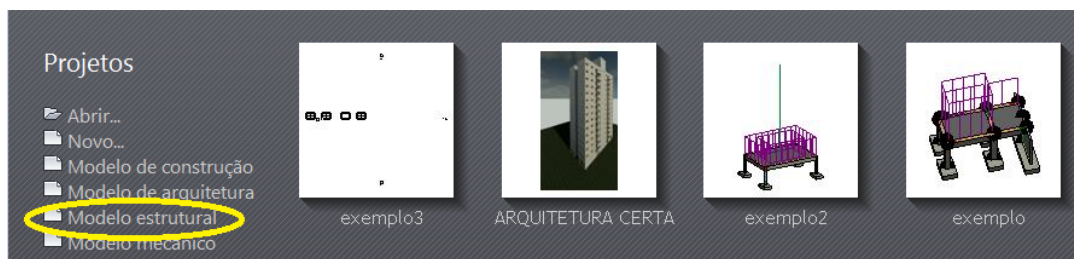 Projetos
Abrir...
Novo...
Modelo de construção
Modelo de arquitetura
Modelo estrutural
Modelo mecânico
exemplo3
ARQUITETURA CERTA
exemplo2
exemplo